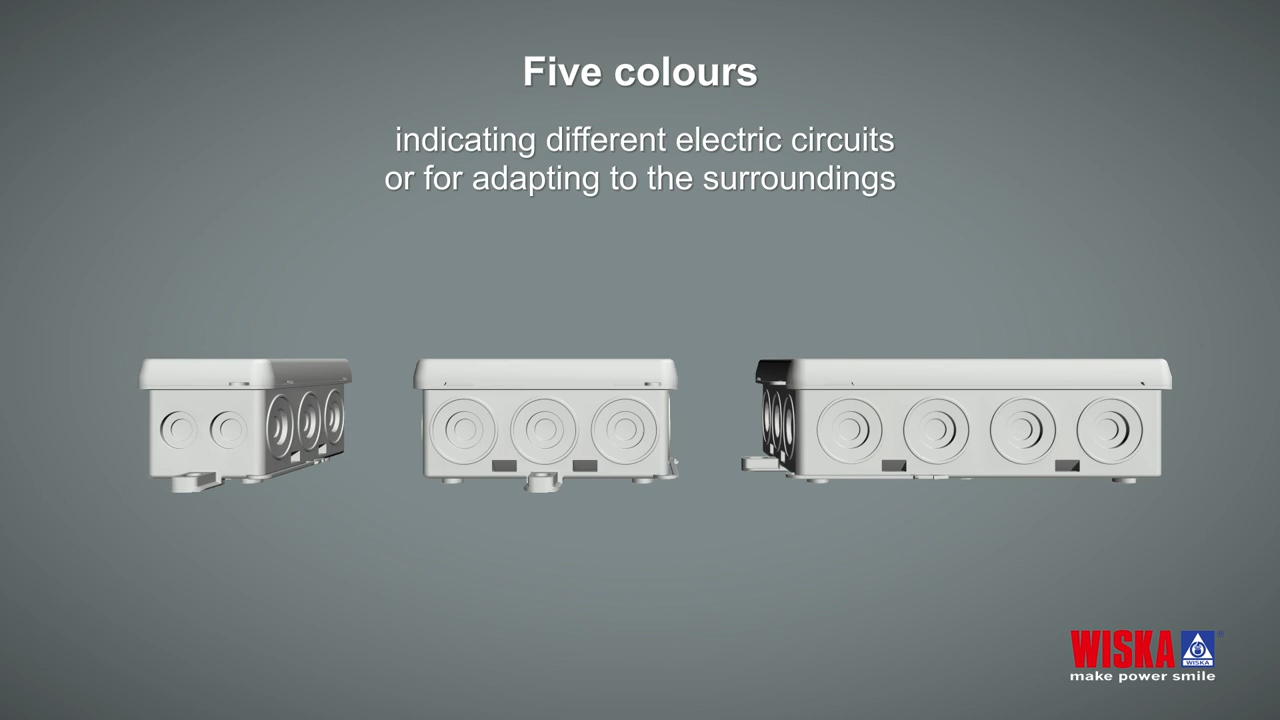 Five colours
indicating different electric circuits
or for adapting to the surroundings
WISKA
WISKA
make power smile